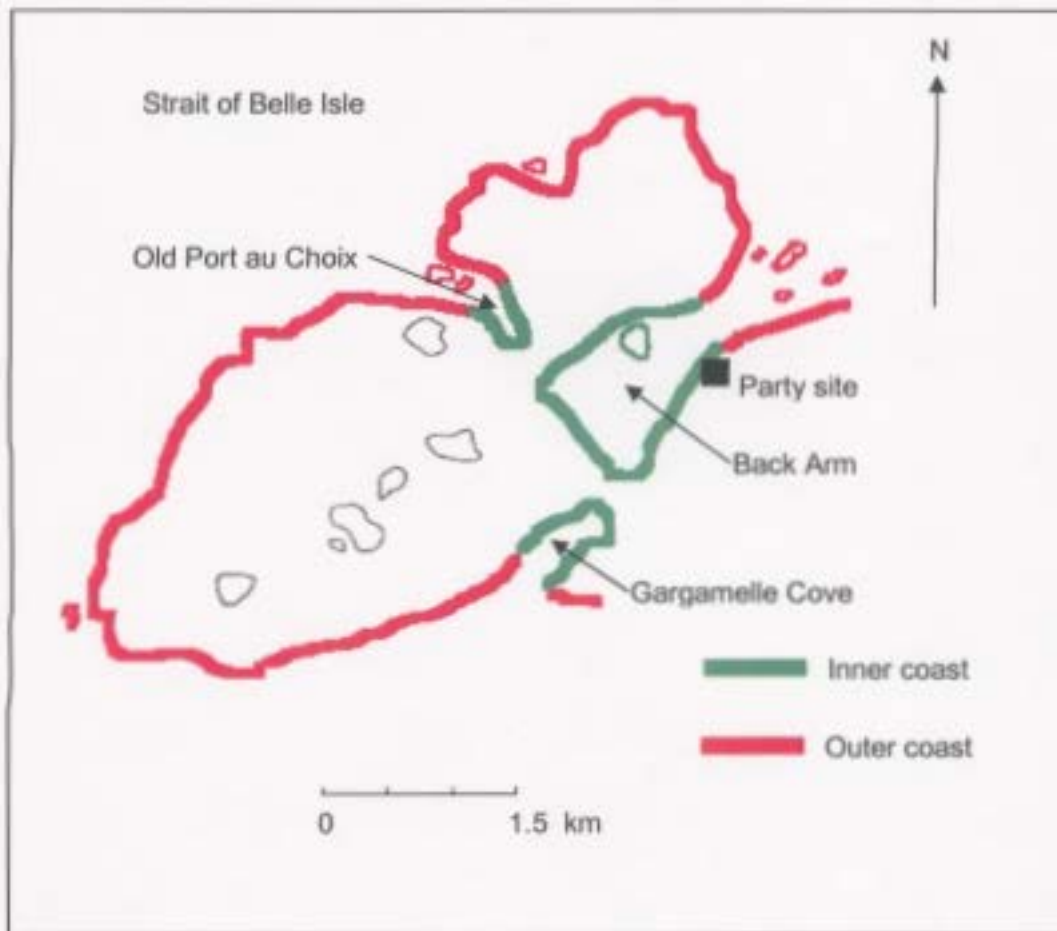 N
Strait of Belle Isle
Old Port au Choix
Party site
Back Arm
Gargamelle Cove
Inner coast
Outer coast
0 1.5 km